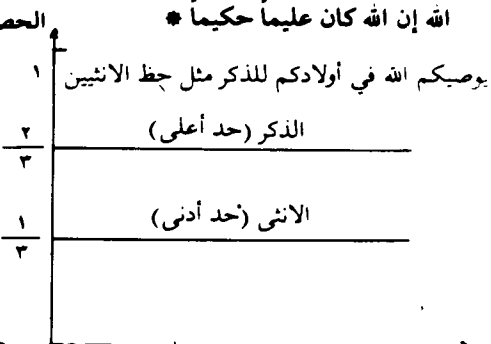 الله إن الله كان عليماً حكيماً *
يوصيكم الله في أولادكم للذكر مثل حظ الانثيين ١
الذكر (حد أعلى)
٢
٣
الانثى (حد أدنى)
١
٣